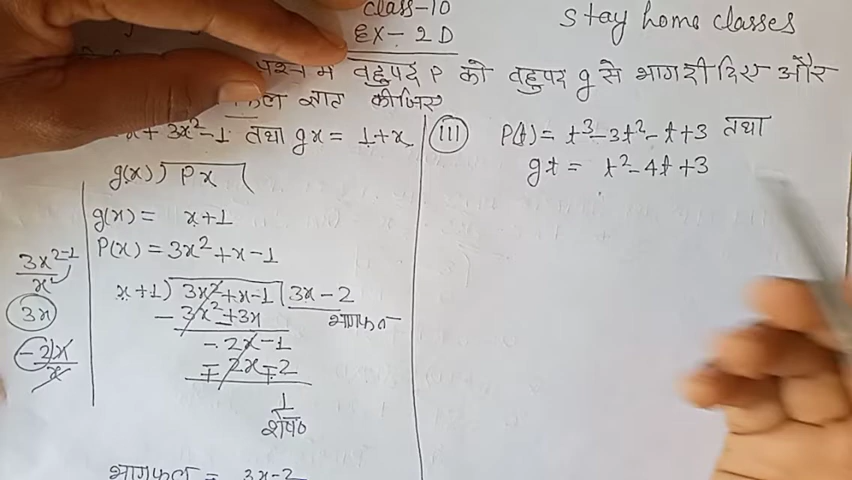 class-10
EX-2D
stay home classes
प्रश्न में बहुपद P को बहुपद g से भाग दीजिए और
ज्ञात कीजिए
+ 3x²-1 तथा gx = 1+x
g(x)) Px
g(x) = x+1
P(x) = 3x²+x-1
3x²⁻¹
x
3x
x+1) 3x²+x-1 (3x-2
- 3x²+3x
भागफल
-2x-1
-2x
x
∓2x∓2
1
शेष०
भागफल = 3x-2
(III) P(t) = t³-3t²-t+3 तथा
gt = t²-4t+3